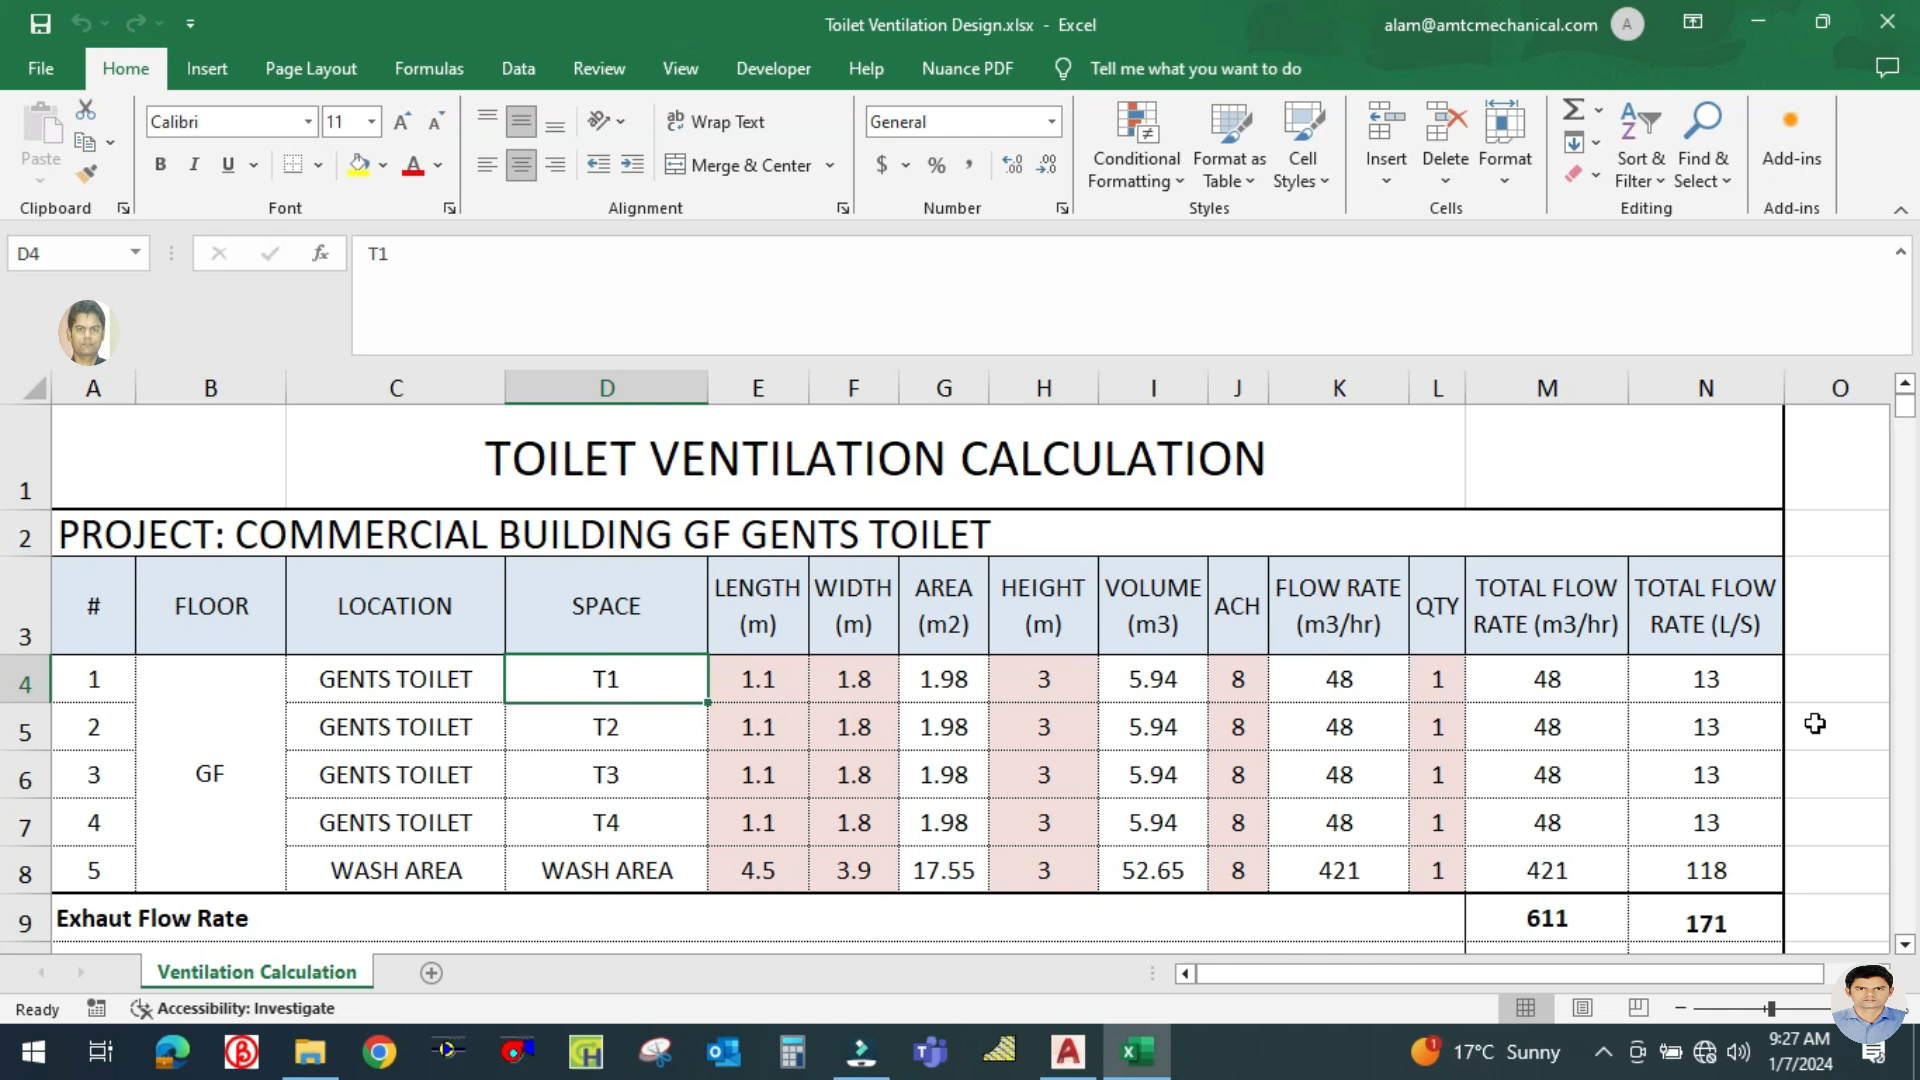 Toilet Ventilation Design.xlsx - Excel
alam@amtcmechanical.com
A
File
Home
Insert
Page Layout
Formulas
Data
Review
View
Developer
Help
Nuance PDF
Tell me what you want to do
Calibri
11
Wrap Text
General
Paste
B I U
Merge & Center
$ % ,
Conditional Formatting
Format as Table
Cell Styles
Insert
Delete
Format
Sort & Filter
Find & Select
Add-ins
Clipboard
Font
Alignment
Number
Styles
Cells
Editing
Add-ins
D4
fx
T1
A B C D E F G H I J K L M N O
1 TOILET VENTILATION CALCULATION
2 PROJECT: COMMERCIAL BUILDING GF GENTS TOILET
3 # FLOOR LOCATION SPACE LENGTH (m) WIDTH (m) AREA (m2) HEIGHT (m) VOLUME (m3) ACH FLOW RATE (m3/hr) QTY TOTAL FLOW RATE (m3/hr) TOTAL FLOW RATE (L/S)
4 1 GENTS TOILET T1 1.1 1.8 1.98 3 5.94 8 48 1 48 13
5 2 GENTS TOILET T2 1.1 1.8 1.98 3 5.94 8 48 1 48 13
6 3 GF GENTS TOILET T3 1.1 1.8 1.98 3 5.94 8 48 1 48 13
7 4 GENTS TOILET T4 1.1 1.8 1.98 3 5.94 8 48 1 48 13
8 5 WASH AREA WASH AREA 4.5 3.9 17.55 3 52.65 8 421 1 421 118
9 Exhaut Flow Rate 611 171
Ventilation Calculation
Ready
Accessibility: Investigate
17°C Sunny
9:27 AM
1/7/2024